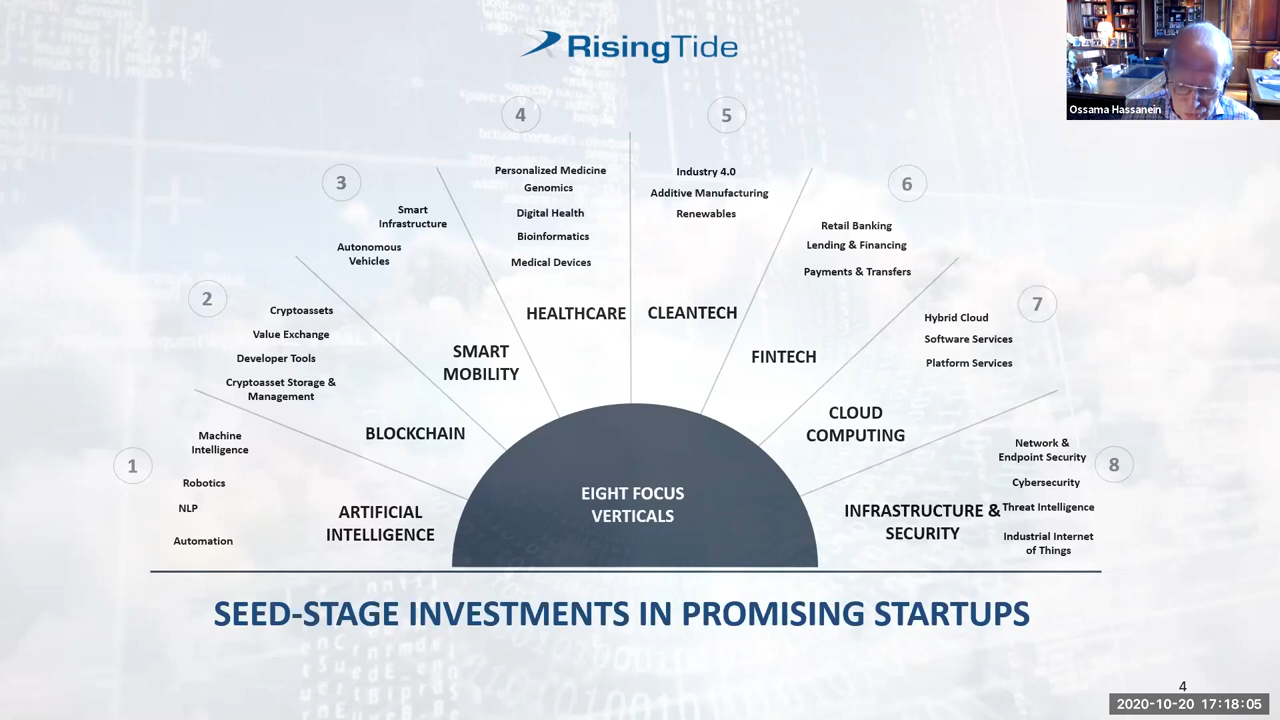 RisingTide
Ossama Hassanein
4
5
3
6
2
7
1
8
Personalized Medicine
Genomics
Digital Health
Bioinformatics
Medical Devices
HEALTHCARE
Industry 4.0
Additive Manufacturing
Renewables
CLEANTECH
Smart
Infrastructure
Autonomous
Vehicles
SMART
MOBILITY
Retail Banking
Lending & Financing
Payments & Transfers
FINTECH
Cryptoassets
Value Exchange
Developer Tools
Cryptoasset Storage &
Management
BLOCKCHAIN
Hybrid Cloud
Software Services
Platform Services
CLOUD
COMPUTING
Machine
Intelligence
Robotics
NLP
Automation
ARTIFICIAL
INTELLIGENCE
Network &
Endpoint Security
Cybersecurity
Threat Intelligence
Industrial Internet
of Things
INFRASTRUCTURE &
SECURITY
EIGHT FOCUS
VERTICALS
SEED-STAGE INVESTMENTS IN PROMISING STARTUPS
4
2020-10-20 17:18:05